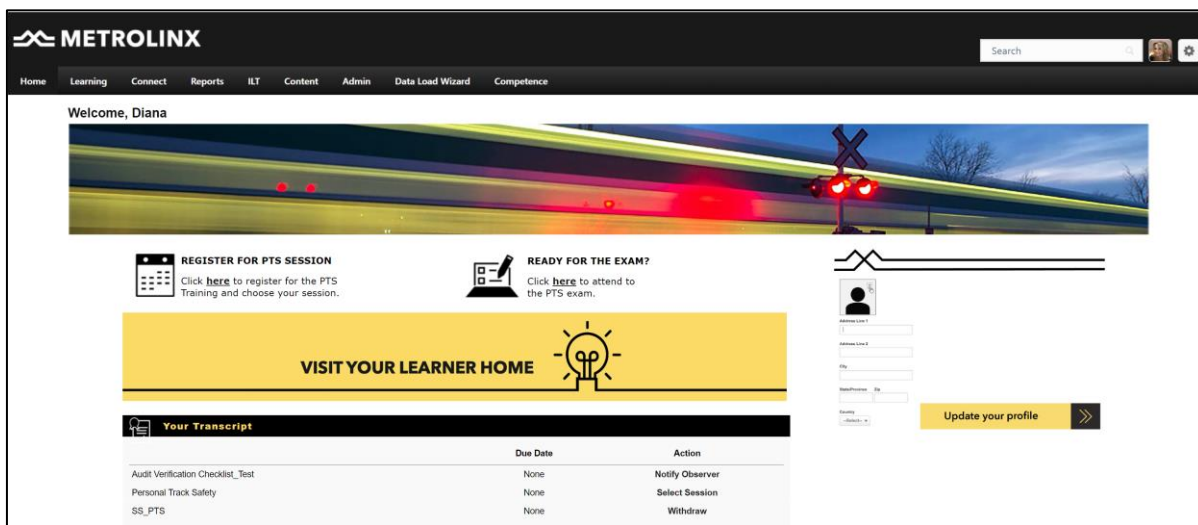 METROLINX
Search
Home Learning Connect Reports ILT Content Admin Data Load Wizard Competence
Welcome, Diana
REGISTER FOR PTS SESSION
Click here to register for the PTS
Training and choose your session.
READY FOR THE EXAM?
Click here to attend to
the PTS exam.
VISIT YOUR LEARNER HOME
Address Line 1
Address Line 2
City
State/Province Zip
Country
--Select--
Update your profile
Your Transcript
Due Date Action
Audit Verification Checklist_Test None Notify Observer
Personal Track Safety None Select Session
SS_PTS None Withdraw